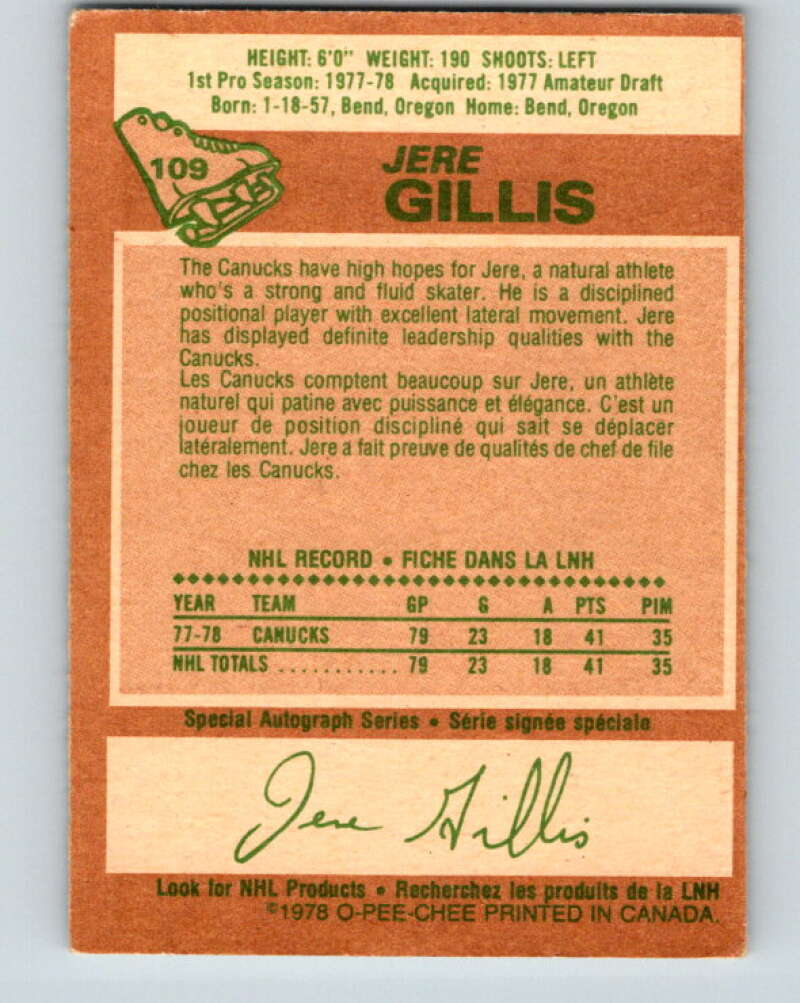 HEIGHT: 6'0" WEIGHT: 190 SHOOTS: LEFT
1st Pro Season: 1977-78 Acquired: 1977 Amateur Draft
Born: 1-18-57, Bend, Oregon Home: Bend, Oregon
109
JERE
GILLIS
The Canucks have high hopes for Jere, a natural athlete
who's a strong and fluid skater. He is a disciplined
positional player with excellent lateral movement. Jere
has displayed definite leadership qualities with the
Canucks.
Les Canucks comptent beaucoup sur Jere, un athlète
naturel qui patine avec puissance et élégance. C'est un
joueur de position discipliné qui sait se déplacer
latéralement. Jere a fait preuve de qualités de chef de file
chez les Canucks.
NHL RECORD • FICHE DANS LA LNH
YEAR TEAM GP G A PTS PIM
77-78 CANUCKS 79 23 18 41 35
NHL TOTALS ............ 79 23 18 41 35
Special Autograph Series • Série signée spéciale
Jere Gillis
Look for NHL Products • Recherchez les produits de la LNH
©1978 O-PEE-CHEE PRINTED IN CANADA.